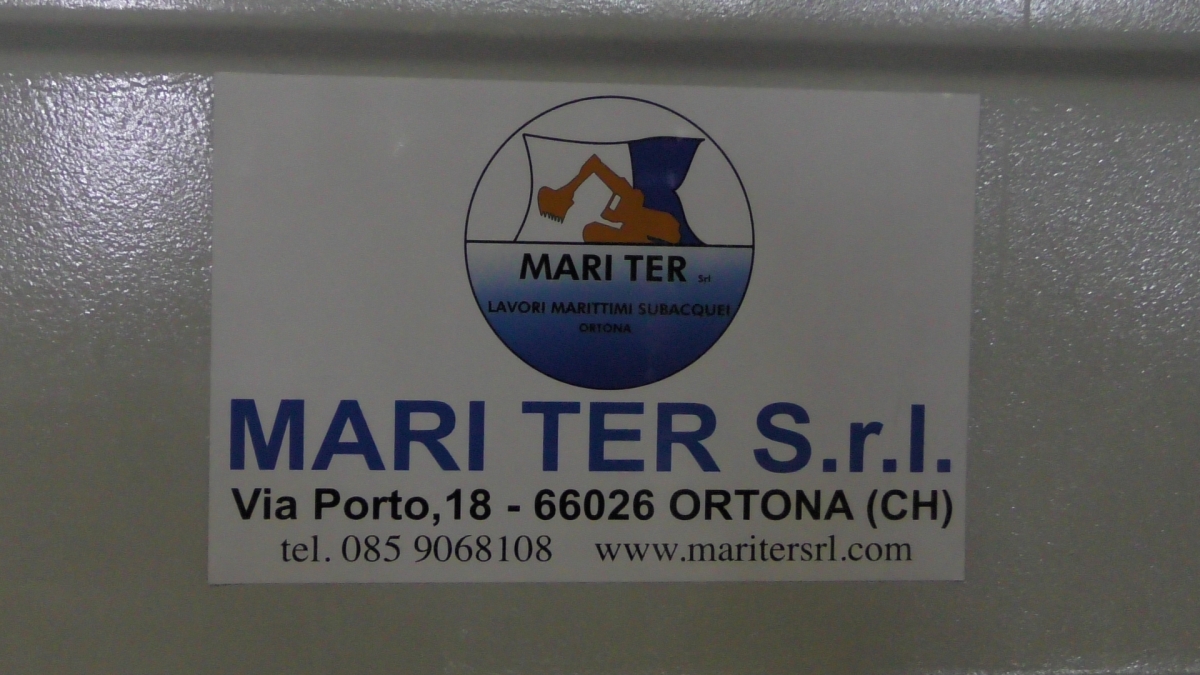 MARI TER Srl
LAVORI MARITTIMI SUBACQUEI
ORTONA
MARI TER S.r.l.
Via Porto,18 - 66026 ORTONA (CH)
tel. 085 9068108 www.maritersrl.com